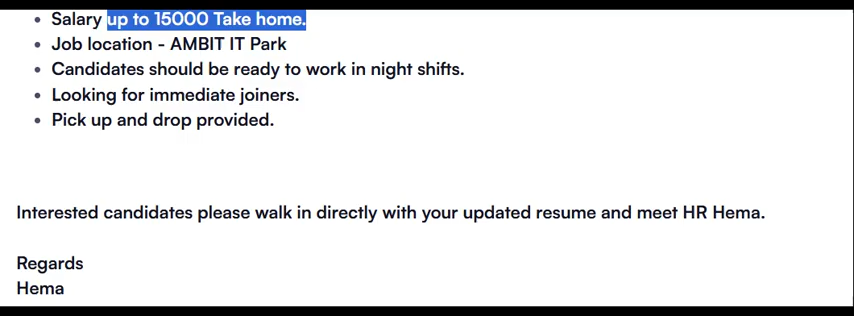 Salary up to 15000 Take home.
Job location - AMBIT IT Park
Candidates should be ready to work in night shifts.
Looking for immediate joiners.
Pick up and drop provided.
Interested candidates please walk in directly with your updated resume and meet HR Hema.
Regards
Hema